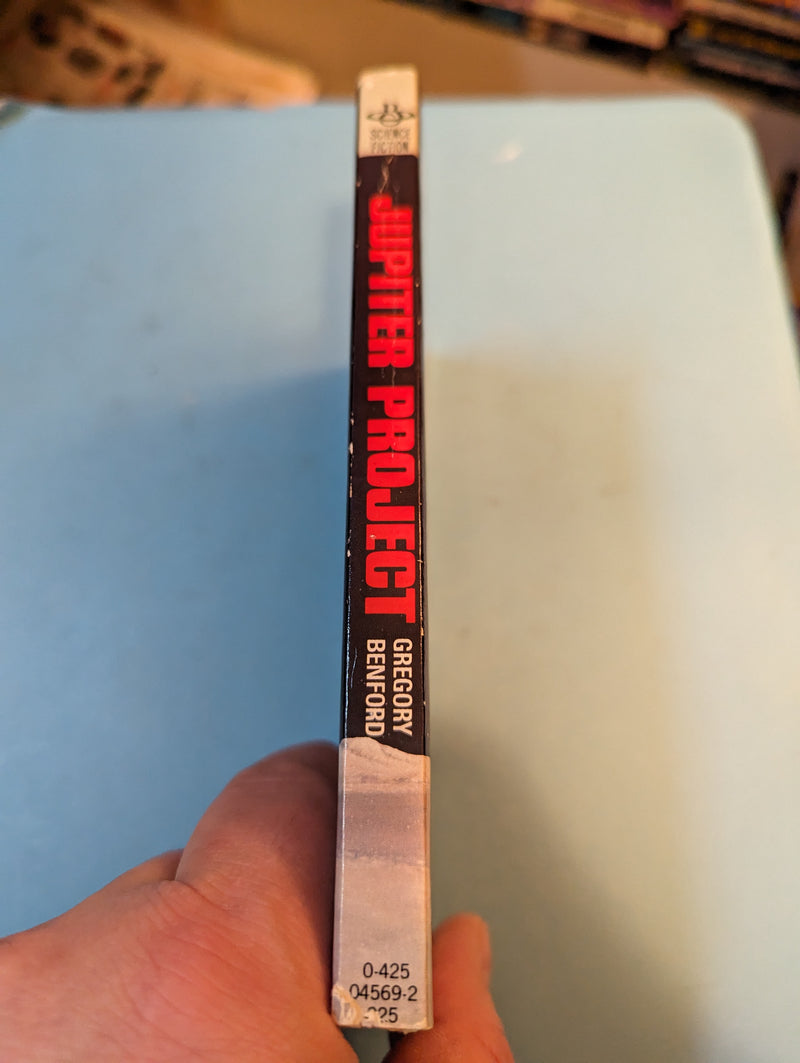 SCIENCE
FICTION
JUPITER PROJECT
GREGORY
BENFORD
0-425
04569-2